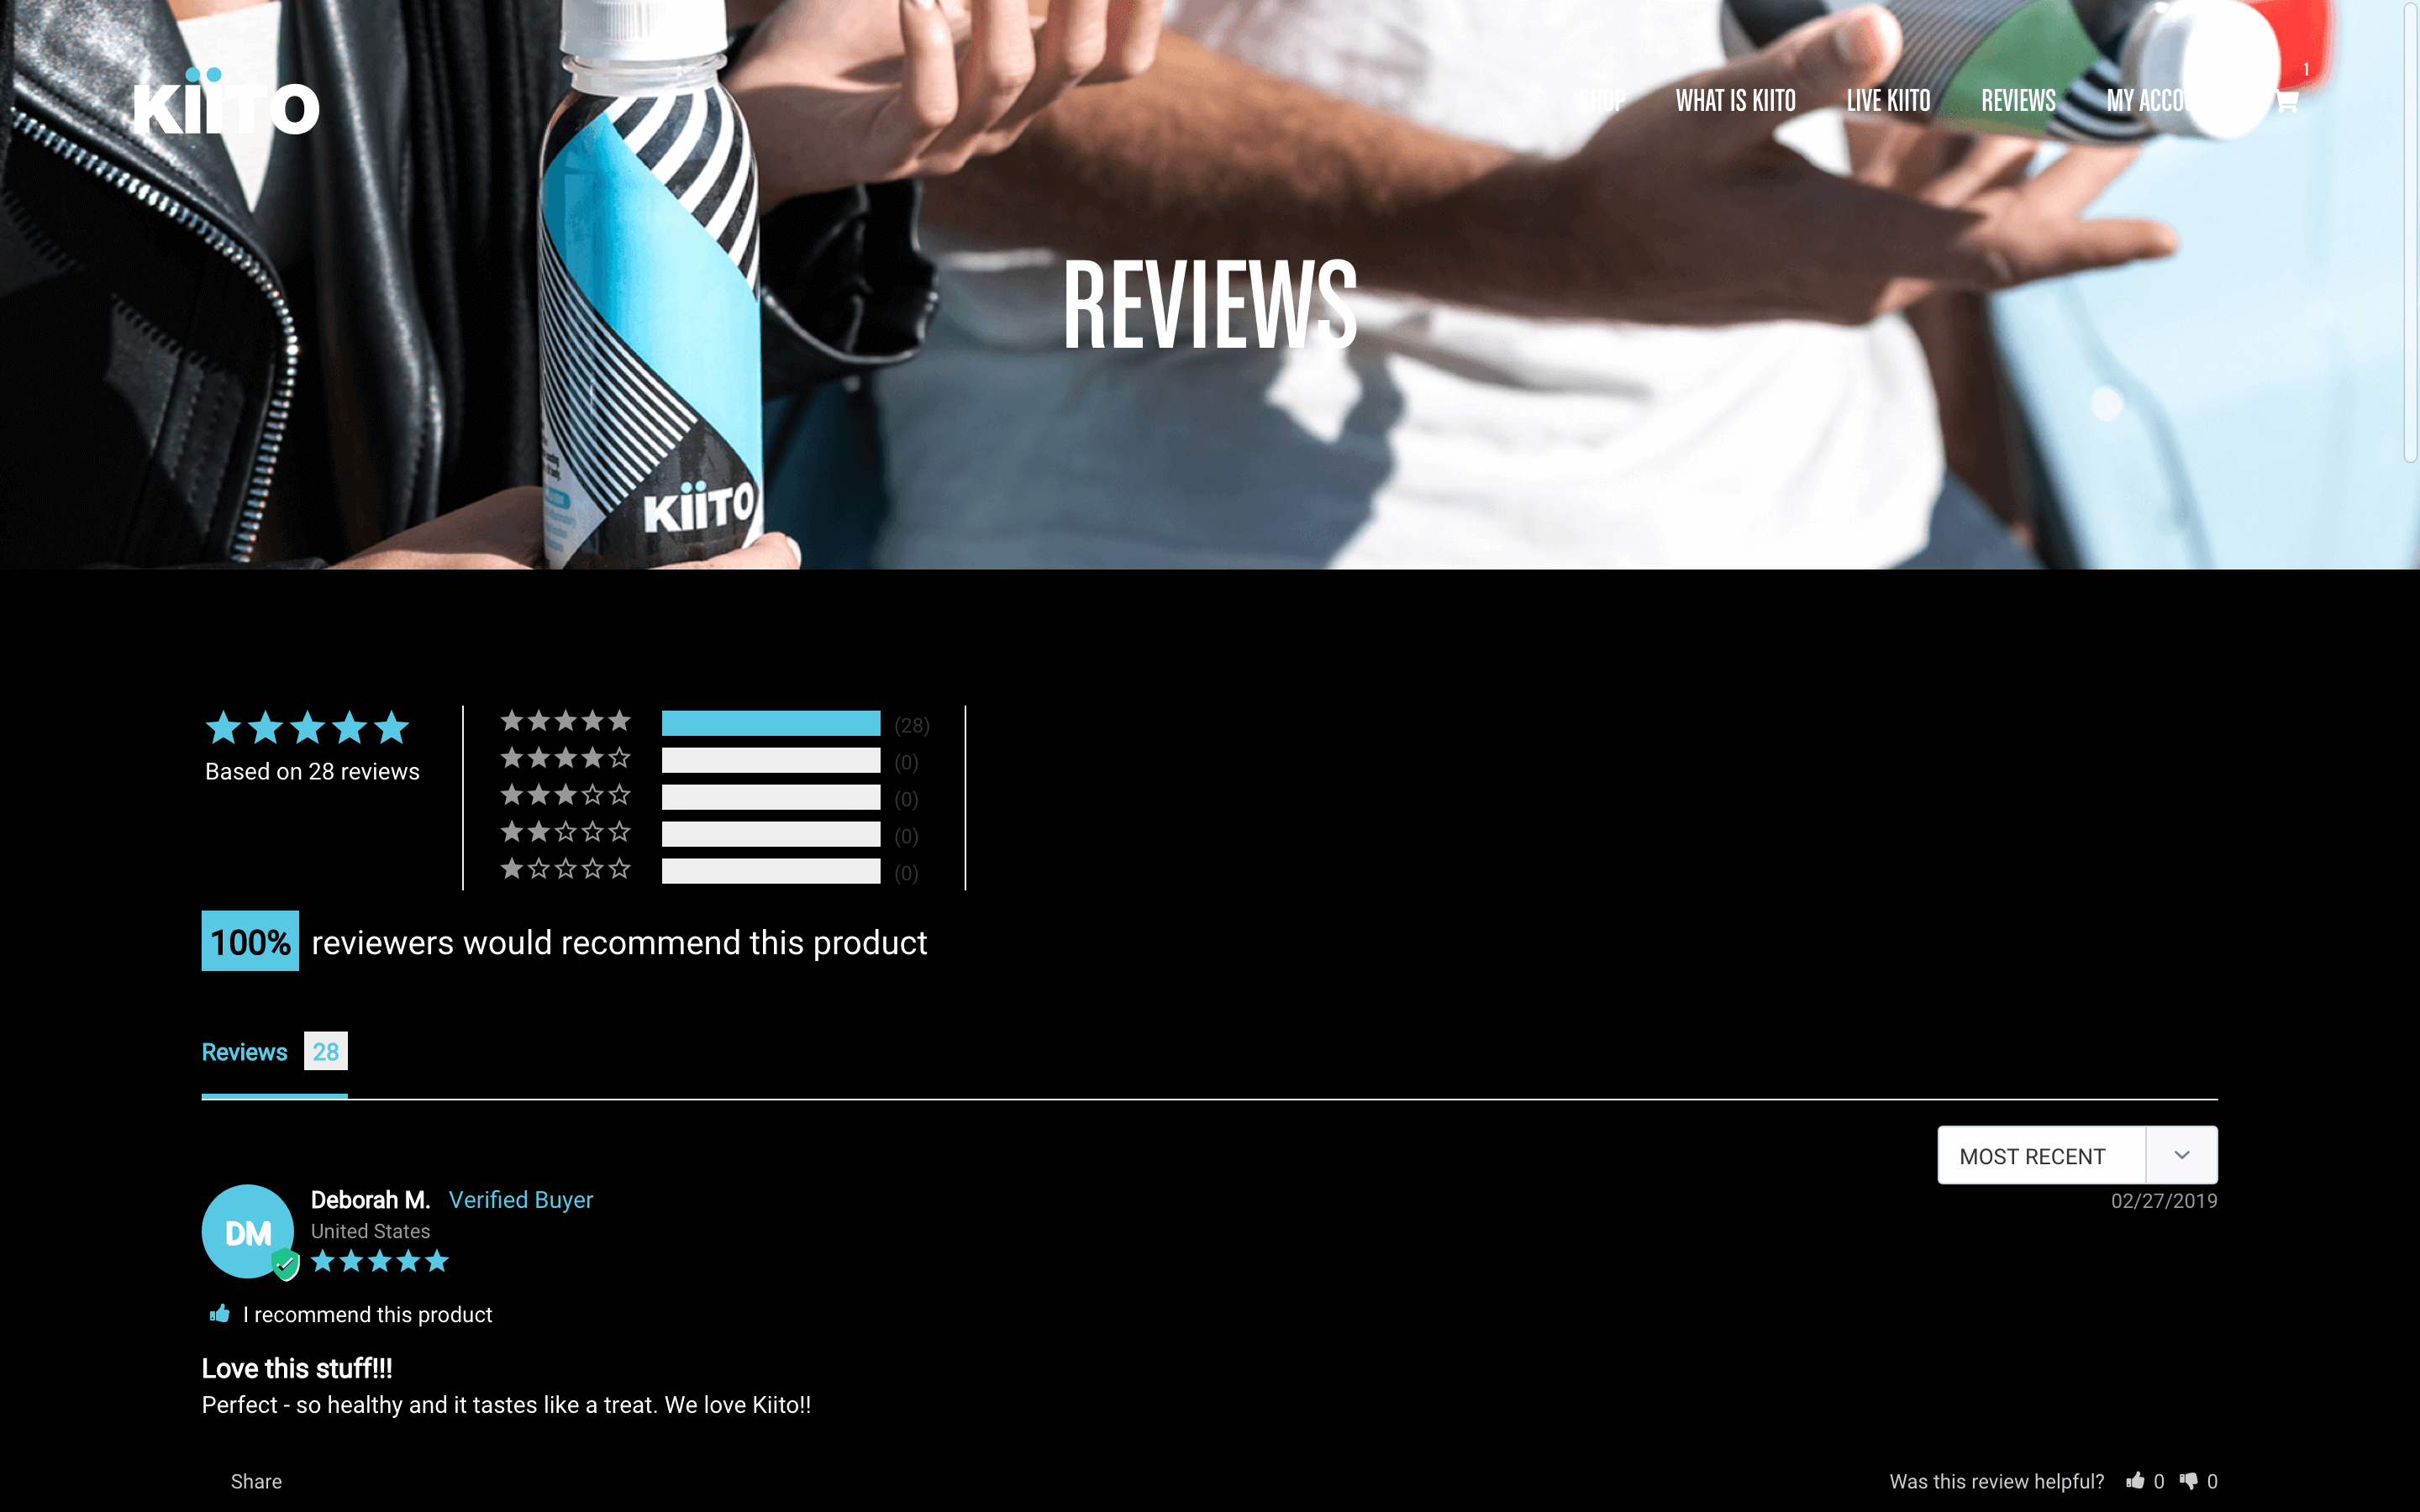 KiiTO
SHOP WHAT IS KIITO LIVE KIITO REVIEWS MY ACCOU 1
REVIEWS
KiiTO
Based on 28 reviews
(28)
(0)
(0)
(0)
(0)
100% reviewers would recommend this product
Reviews 28
MOST RECENT
DM
Deborah M. Verified Buyer
02/27/2019
United States
I recommend this product
Love this stuff!!!
Perfect - so healthy and it tastes like a treat. We love Kiito!!
Share
Was this review helpful? 0 0